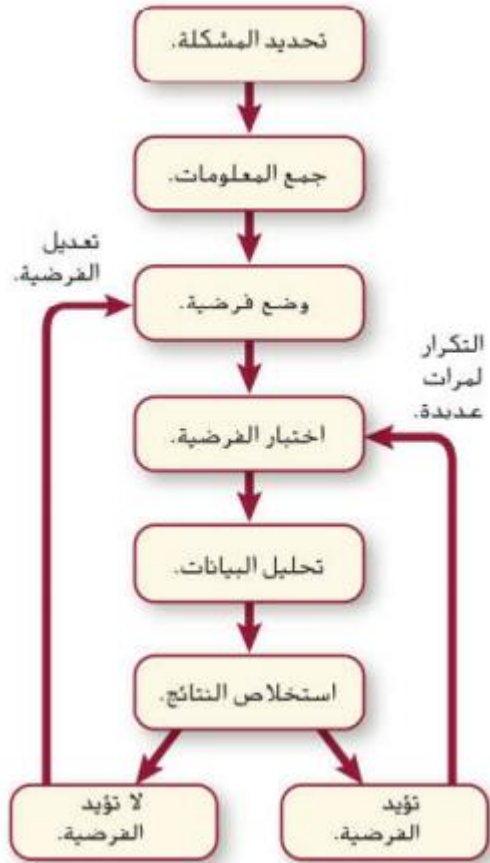 تحديد المشكلة.
جمع المعلومات.
تعديل
الفرضية.
وضع فرضية.
التكرار
لمرات
عديدة.
اختبار الفرضية.
تحليل البيانات.
استخلاص النتائج.
تؤيد
الفرضية.
لا تؤيد
الفرضية.